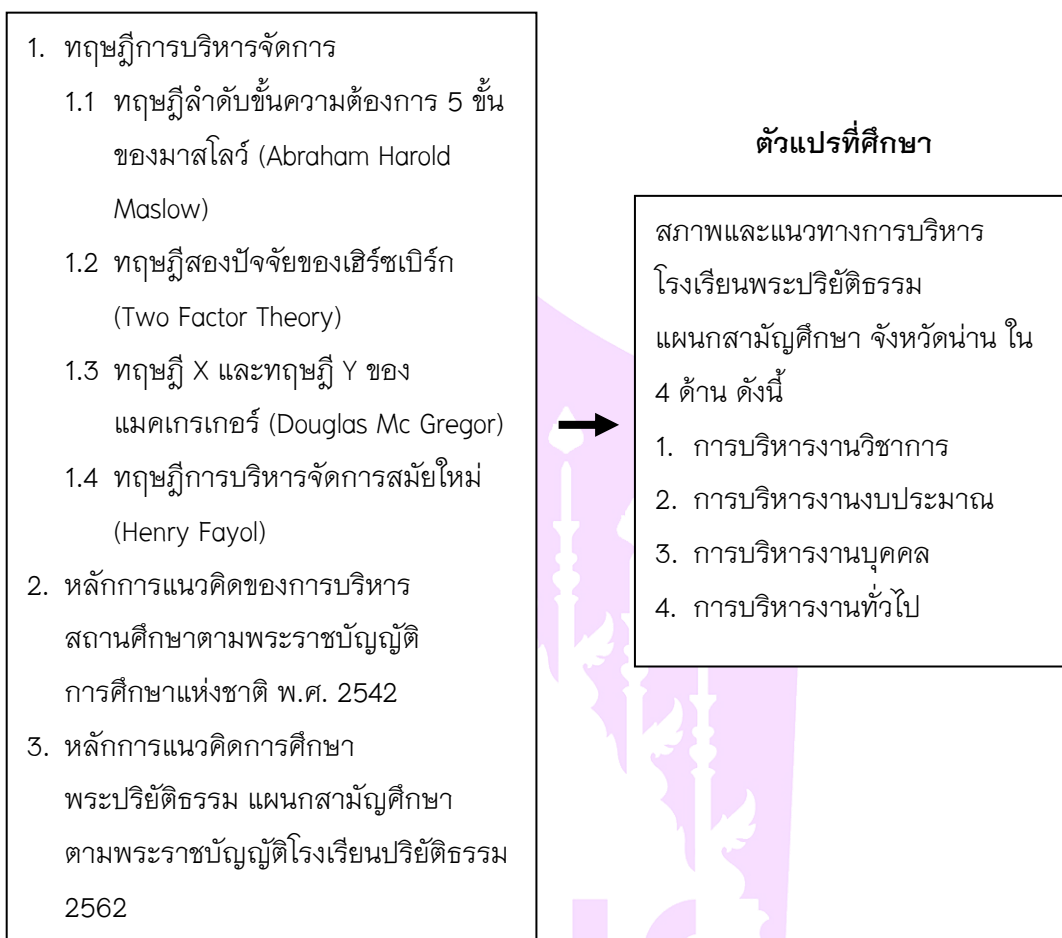 1. ทฤษฎีการบริหารจัดการ
1.1 ทฤษฎีลำดับขั้นความต้องการ 5 ขั้น
ของมาสโลว์ (Abraham Harold
Maslow)
1.2 ทฤษฎีสองปัจจัยของเฮิร์ซเบิร์ก
(Two Factor Theory)
1.3 ทฤษฎี X และทฤษฎี Y ของ
แมคเกรเกอร์ (Douglas Mc Gregor)
1.4 ทฤษฎีการบริหารจัดการสมัยใหม่
(Henry Fayol)
2. หลักการแนวคิดของการบริหาร
สถานศึกษาตามพระราชบัญญัติ
การศึกษาแห่งชาติ พ.ศ. 2542
3. หลักการแนวคิดการศึกษา
พระปริยัติธรรม แผนกสามัญศึกษา
ตามพระราชบัญญัติโรงเรียนปริยัติธรรม
2562
ตัวแปรที่ศึกษา
สภาพและแนวทางการบริหาร
โรงเรียนพระปริยัติธรรม
แผนกสามัญศึกษา จังหวัดน่าน ใน
4 ด้าน ดังนี้
1. การบริหารงานวิชาการ
2. การบริหารงานงบประมาณ
3. การบริหารงานบุคคล
4. การบริหารงานทั่วไป